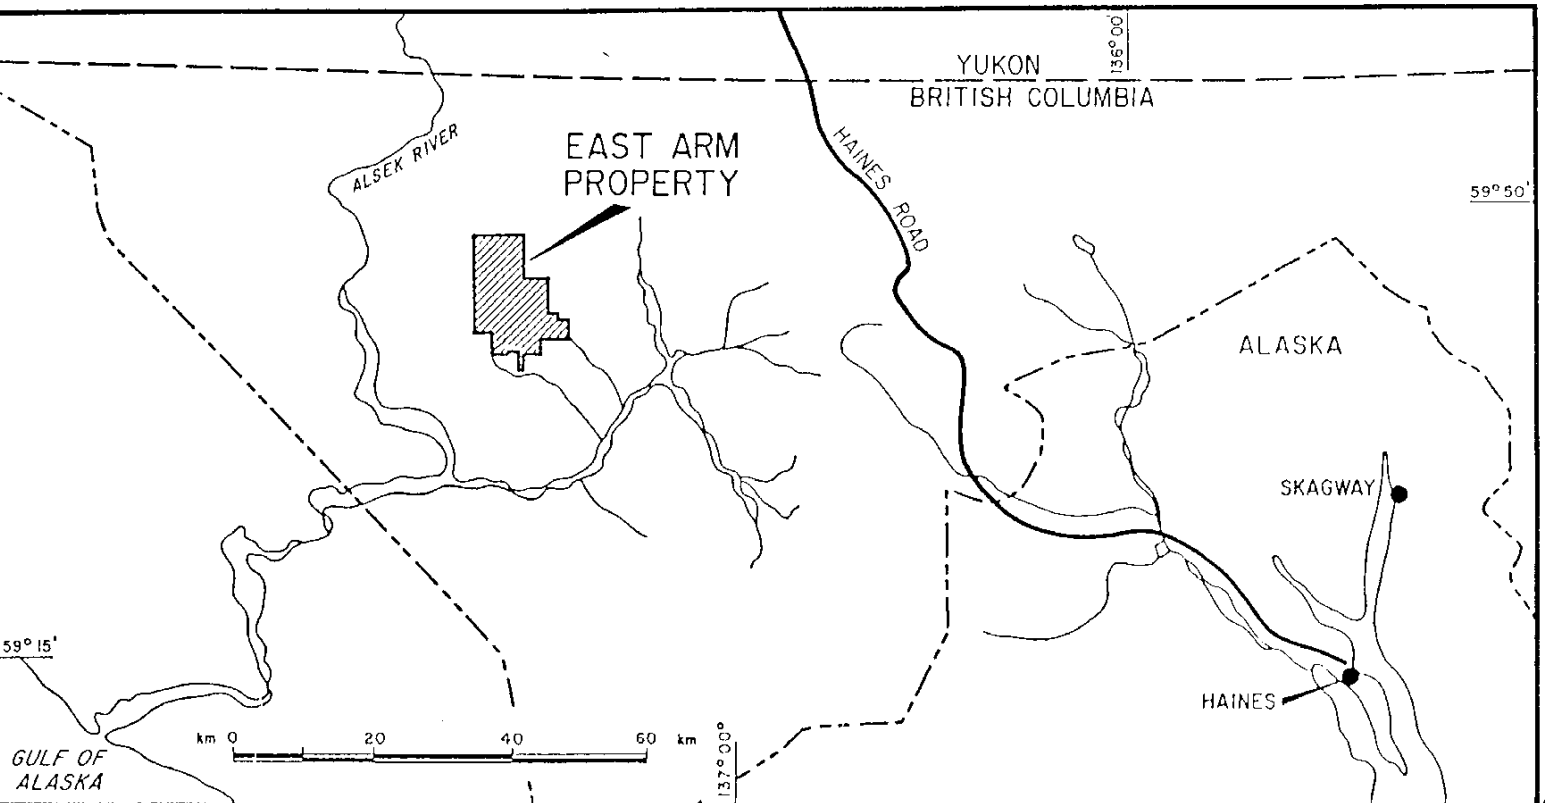 136°00'
YUKON
BRITISH COLUMBIA
EAST ARM
PROPERTY
ALSEK RIVER
HAINES ROAD
59°50'
ALASKA
SKAGWAY
59°15'
HAINES
km 0 20 40 60 km
137°00'
GULF OF
ALASKA